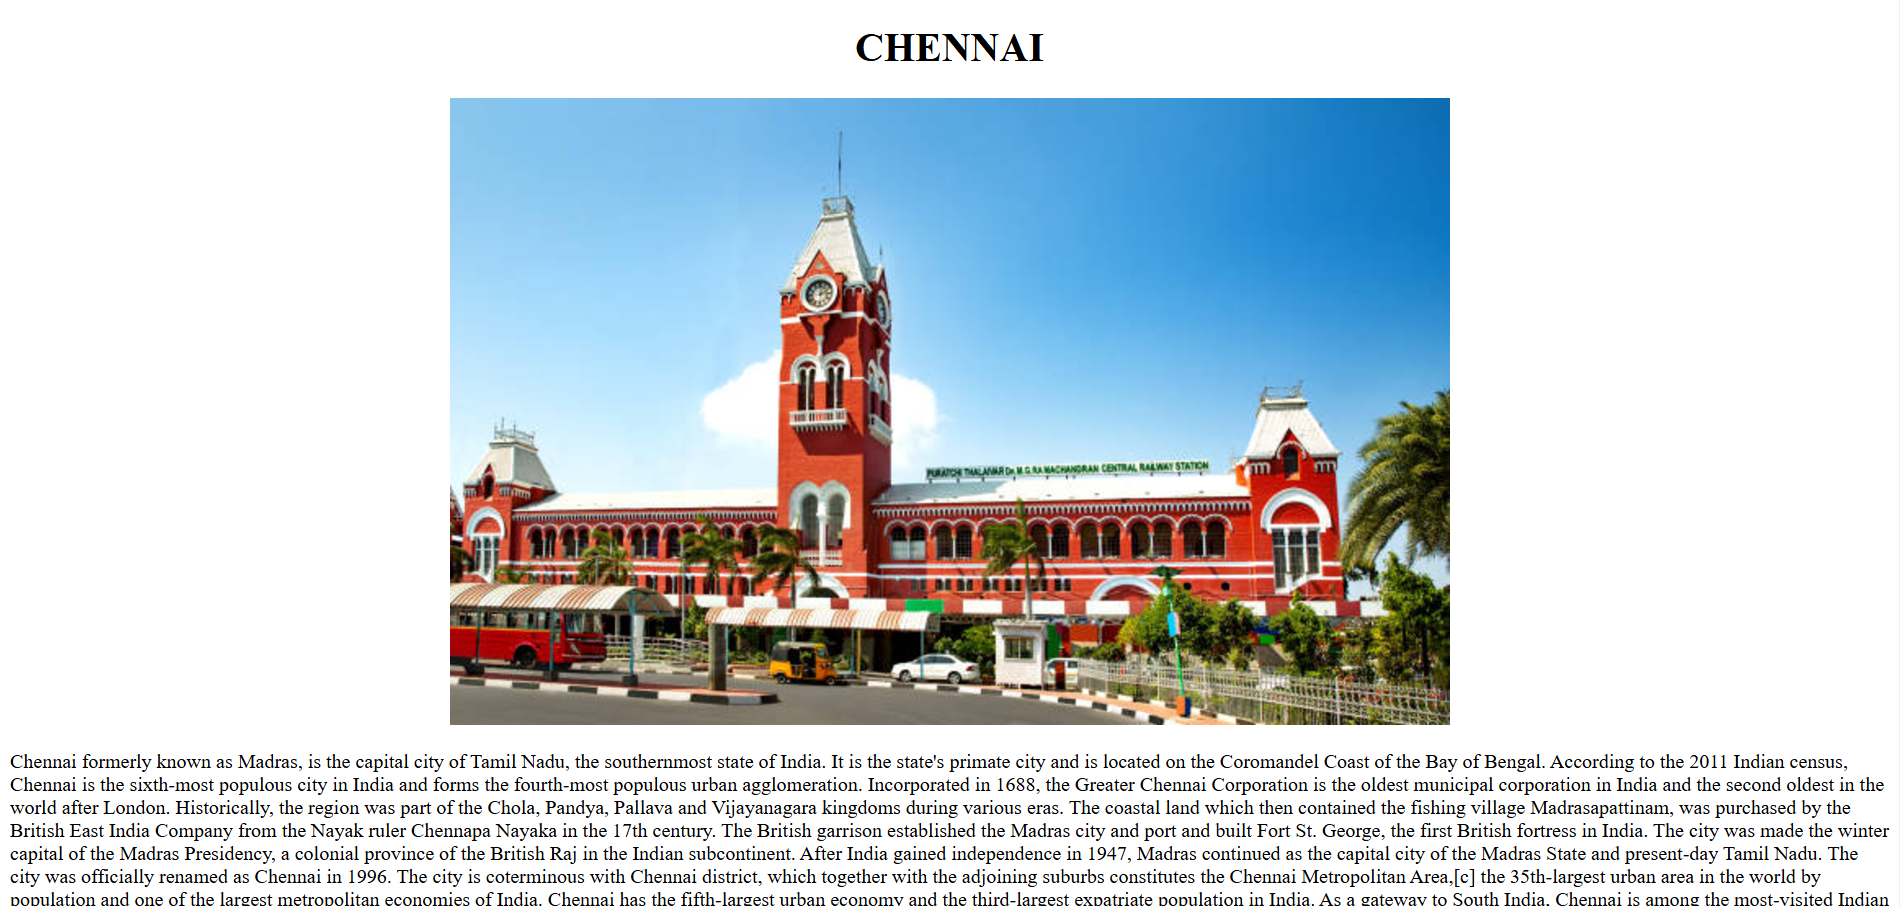 CHENNAI
PURATCHI THALAIVAR Dr. M.G. RAMACHANDRAN CENTRAL RAILWAY STATION
Chennai formerly known as Madras, is the capital city of Tamil Nadu, the southernmost state of India. It is the state's primate city and is located on the Coromandel Coast of the Bay of Bengal. According to the 2011 Indian census,
Chennai is the sixth-most populous city in India and forms the fourth-most populous urban agglomeration. Incorporated in 1688, the Greater Chennai Corporation is the oldest municipal corporation in India and the second oldest in the
world after London. Historically, the region was part of the Chola, Pandya, Pallava and Vijayanagara kingdoms during various eras. The coastal land which then contained the fishing village Madrasapattinam, was purchased by the
British East India Company from the Nayak ruler Chennapa Nayaka in the 17th century. The British garrison established the Madras city and port and built Fort St. George, the first British fortress in India. The city was made the winter
capital of the Madras Presidency, a colonial province of the British Raj in the Indian subcontinent. After India gained independence in 1947, Madras continued as the capital city of the Madras State and present-day Tamil Nadu. The
city was officially renamed as Chennai in 1996. The city is coterminous with Chennai district, which together with the adjoining suburbs constitutes the Chennai Metropolitan Area,[c] the 35th-largest urban area in the world by
population and one of the largest metropolitan economies of India. Chennai has the fifth-largest urban economy and the third-largest expatriate population in India. As a gateway to South India, Chennai is among the most-visited Indian